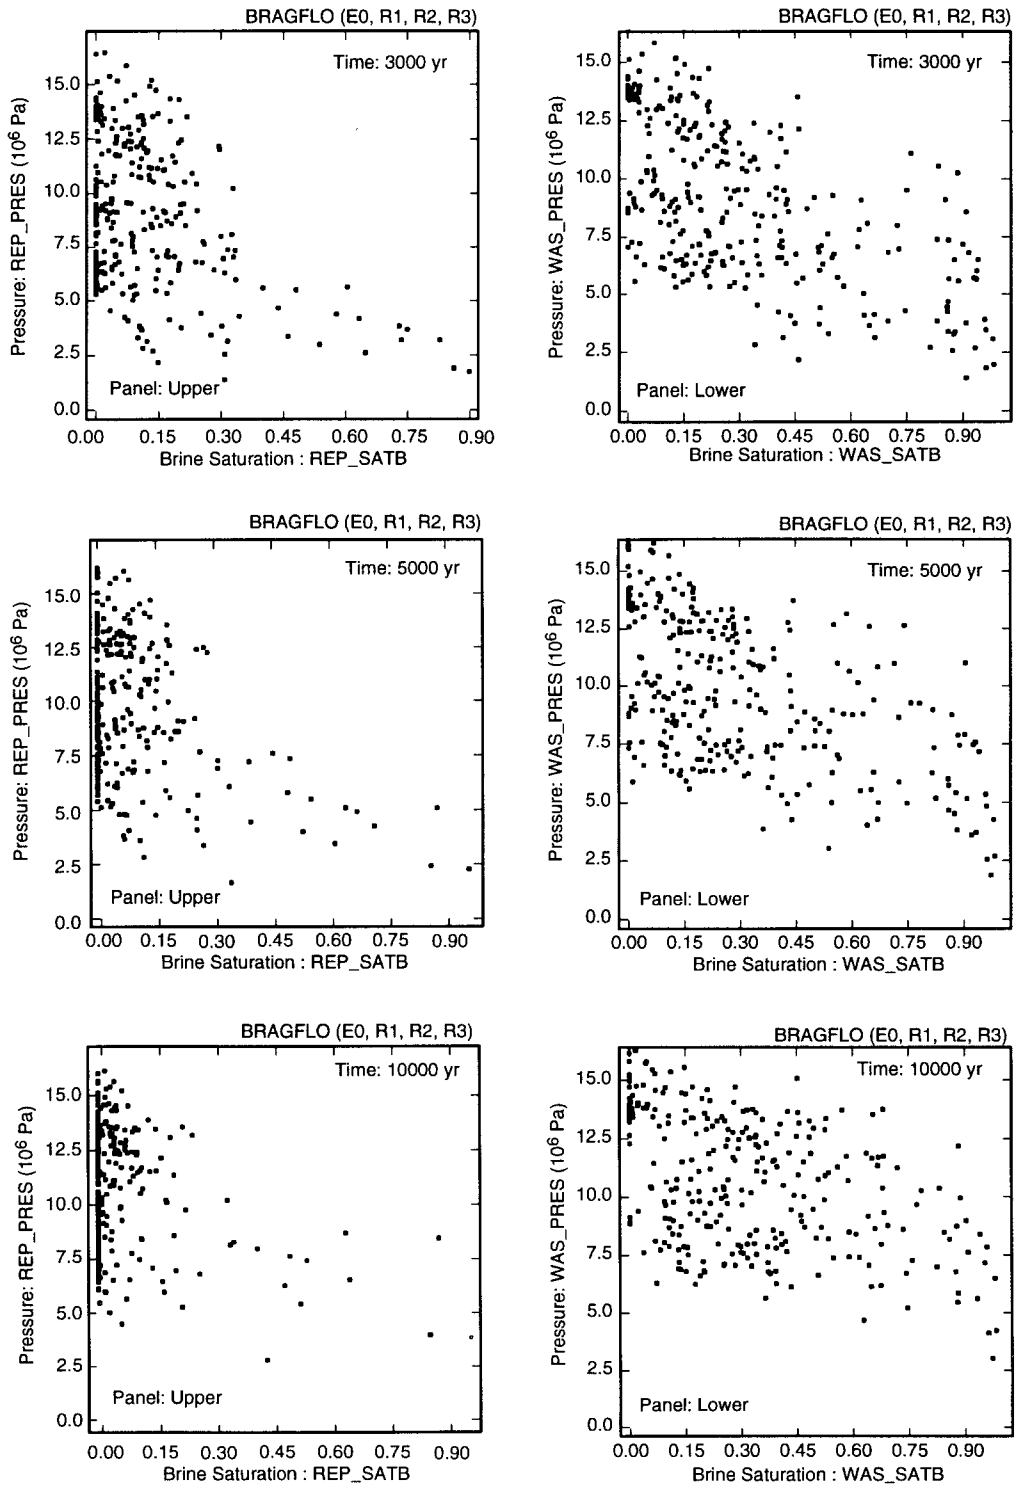 BRAGFLO (E0, R1, R2, R3)
Time: 3000 yr
Pressure: REP_PRES (10⁶ Pa)
15.0
12.5
10.0
7.5
5.0
2.5
0.0
Panel: Upper
0.00 0.15 0.30 0.45 0.60 0.75 0.90
Brine Saturation : REP_SATB
BRAGFLO (E0, R1, R2, R3)
Time: 3000 yr
Pressure: WAS_PRES (10⁶ Pa)
15.0
12.5
10.0
7.5
5.0
2.5
0.0
Panel: Lower
0.00 0.15 0.30 0.45 0.60 0.75 0.90
Brine Saturation : WAS_SATB
BRAGFLO (E0, R1, R2, R3)
Time: 5000 yr
Pressure: REP_PRES (10⁶ Pa)
15.0
12.5
10.0
7.5
5.0
2.5
0.0
Panel: Upper
0.00 0.15 0.30 0.45 0.60 0.75 0.90
Brine Saturation : REP_SATB
BRAGFLO (E0, R1, R2, R3)
Time: 5000 yr
Pressure: WAS_PRES (10⁶ Pa)
15.0
12.5
10.0
7.5
5.0
2.5
0.0
Panel: Lower
0.00 0.15 0.30 0.45 0.60 0.75 0.90
Brine Saturation : WAS_SATB
BRAGFLO (E0, R1, R2, R3)
Time: 10000 yr
Pressure: REP_PRES (10⁶ Pa)
15.0
12.5
10.0
7.5
5.0
2.5
0.0
Panel: Upper
0.00 0.15 0.30 0.45 0.60 0.75 0.90
Brine Saturation : REP_SATB
BRAGFLO (E0, R1, R2, R3)
Time: 10000 yr
Pressure: WAS_PRES (10⁶ Pa)
15.0
12.5
10.0
7.5
5.0
2.5
0.0
Panel: Lower
0.00 0.15 0.30 0.45 0.60 0.75 0.90
Brine Saturation : WAS_SATB